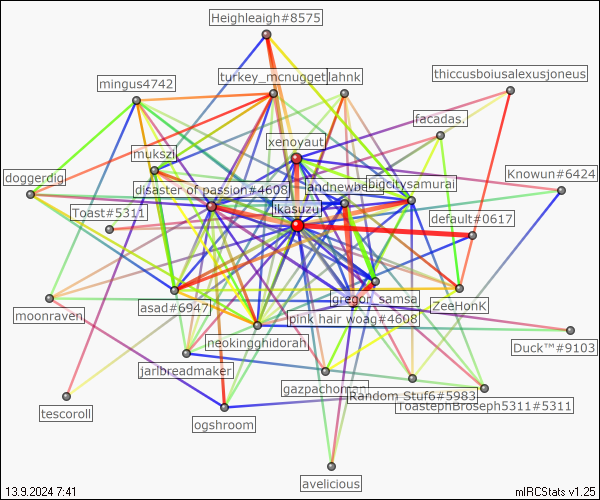 Heighleaigh#8575
turkey_mcnugget
lahnk
thiccusboiusalexusjoneus
mingus4742
facadas.
xenoyaut
mukszi
doggerdig
disaster of passion#4608
bigcitysamurai
Knowun#6424
Toast#5311
Ikasuzu
default#0617
gregor_samsa
asad#6947
ZeeHonK
moonraven
pink hair woag#4608
neokingghidorah
Duck™#9103
jarlbreadmaker
Random Stuf6#5983
tescoroll
ToastephBroseph5311#5311
ogshroom
avelicious
13.9.2024 7:41
mIRCStats v1.25